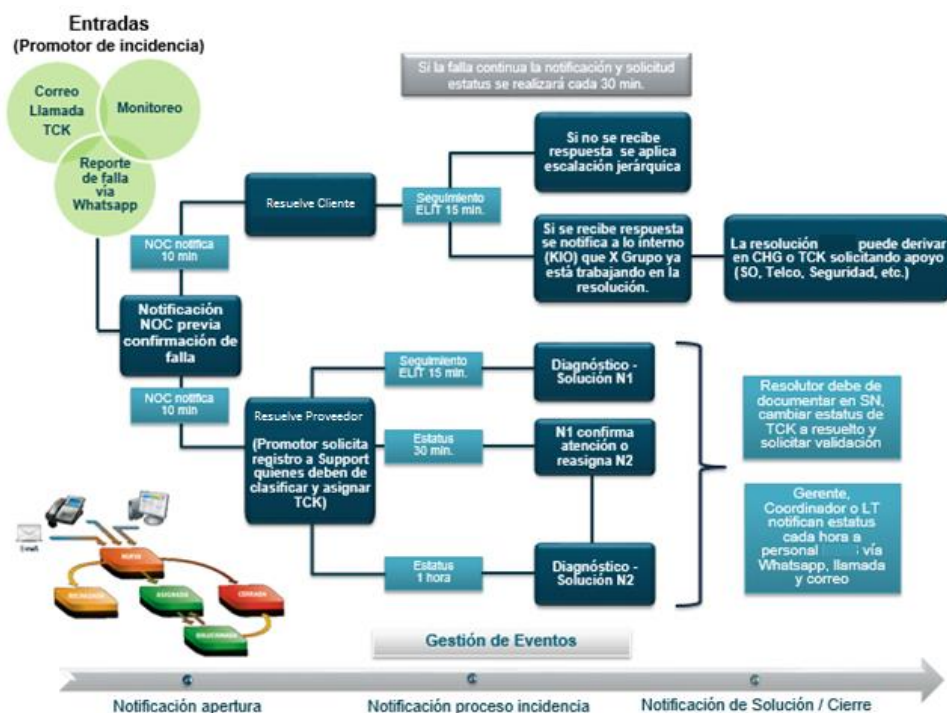 Entradas
(Promotor de incidencia)
Correo
Llamada
TCK
Monitoreo
Reporte
de falla
vía
Whatsapp
Si la falla continua la notificación y solicitud
estatus se realizará cada 30 min.
NOC notifica
10 min
Resuelve Cliente
Seguimiento
ELIT 15 min.
Si no se recibe
respuesta se aplica
escalación jerárquica
Si se recibe respuesta
se notifica a lo interno
(KIO) que X Grupo ya
está trabajando en la
resolución.
La resolución puede derivar
en CHG o TCK solicitando apoyo
(SO, Telco, Seguridad, etc.)
Notificación
NOC previa
confirmación de
falla
NOC notifica
10 min
Resuelve Proveedor
(Promotor solicita
registro a Support
quienes deben de
clasificar y asignar
TCK)
Seguimiento
ELIT 15 min.
Diagnóstico -
Solución N1
Estatus
30 min.
N1 confirma
atención o
reasigna N2
Estatus
1 hora
Diagnóstico -
Solución N2
Resolutor debe de
documentar en SN,
cambiar estatus de
TCK a resuelto y
solicitar validación
Gerente,
Coordinador o LT
notifican estatus
cada hora a
personal vía
Whatsapp, llamada
y correo
Email
NUEVA
ASIGNADA
CERRADA
Gestión de Eventos
Notificación apertura
Notificación proceso incidencia
Notificación de Solución / Cierre